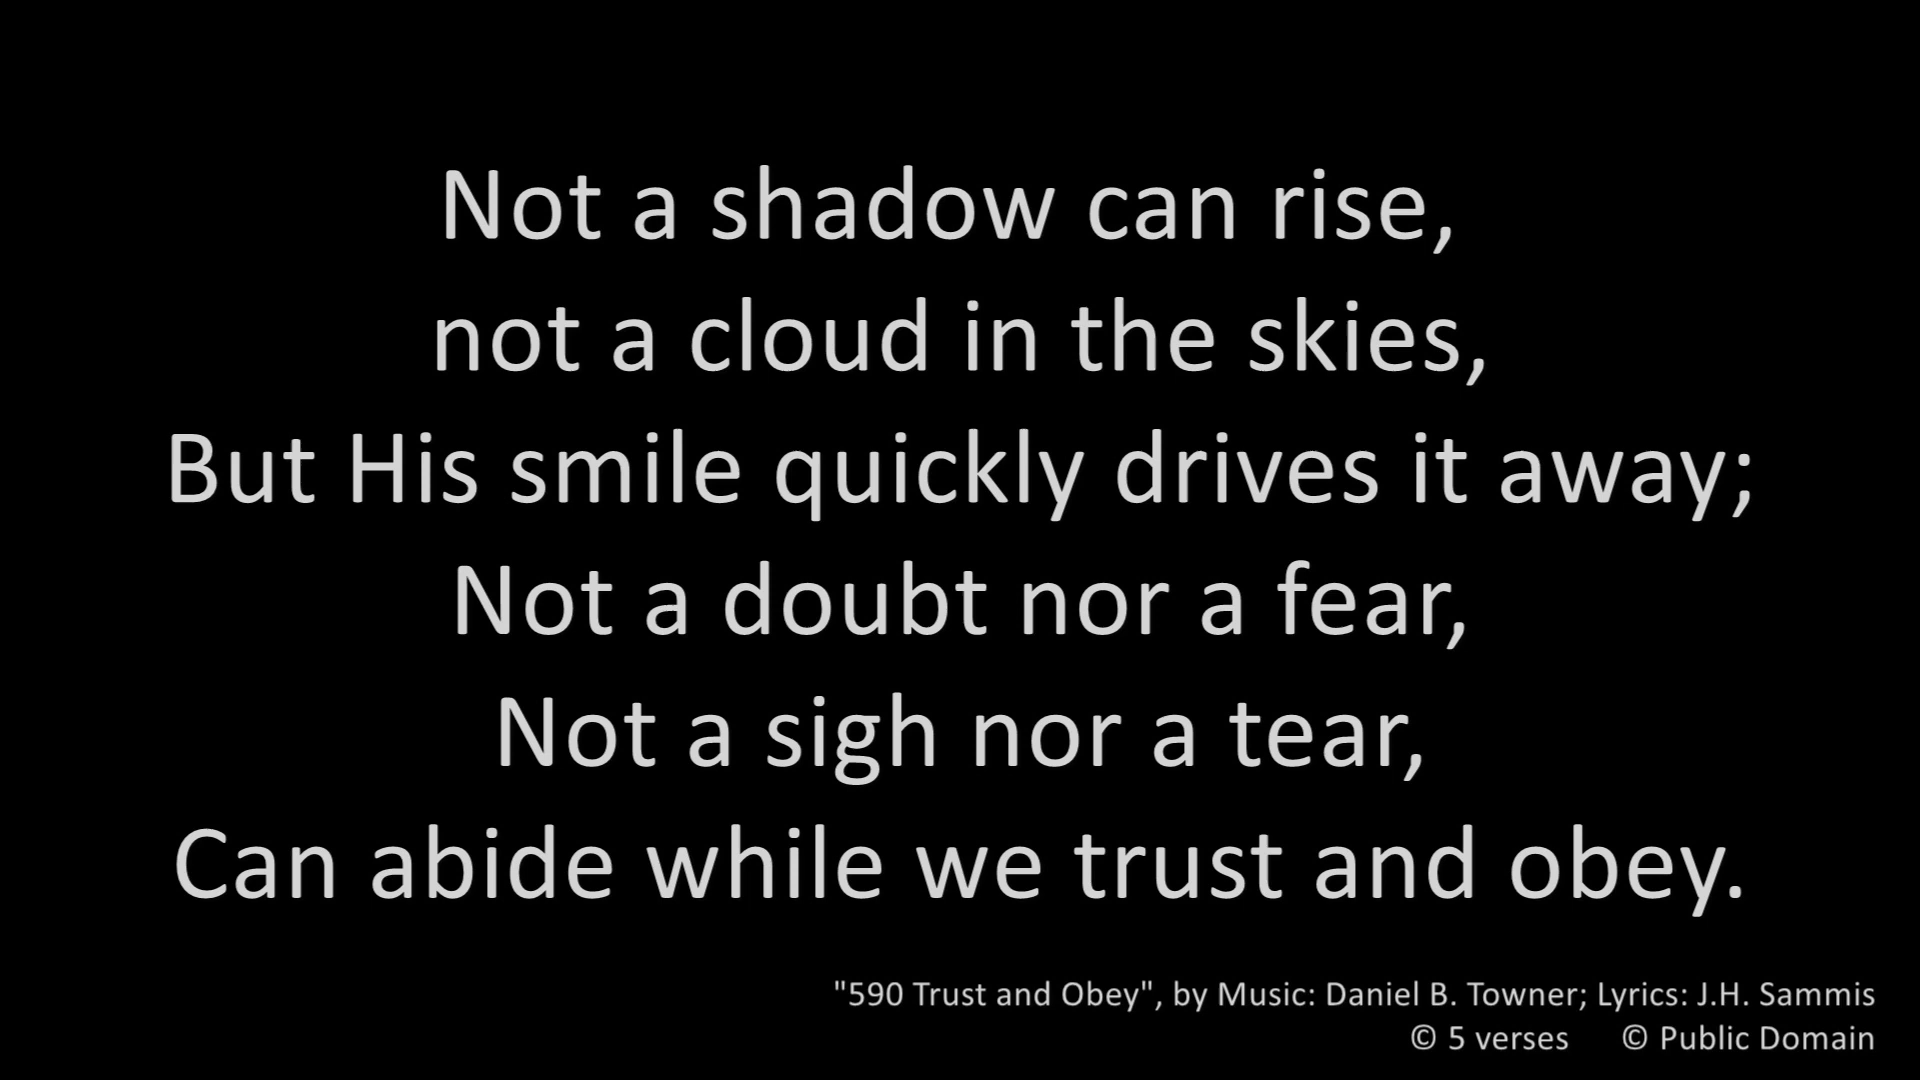 Not a shadow can rise,
not a cloud in the skies,
But His smile quickly drives it away;
Not a doubt nor a fear,
Not a sigh nor a tear,
Can abide while we trust and obey.
"590 Trust and Obey", by Music: Daniel B. Towner; Lyrics: J.H. Sammis
© 5 verses © Public Domain